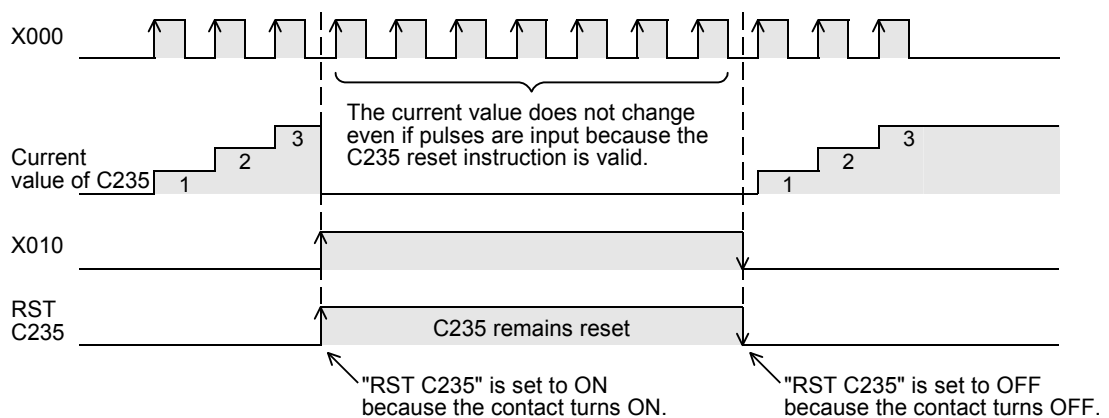 X000
The current value does not change
even if pulses are input because the
C235 reset instruction is valid.
Current
value of C235
1
2
3
1
2
3
X010
RST
C235
C235 remains reset
"RST C235" is set to ON
because the contact turns ON.
"RST C235" is set to OFF
because the contact turns OFF.